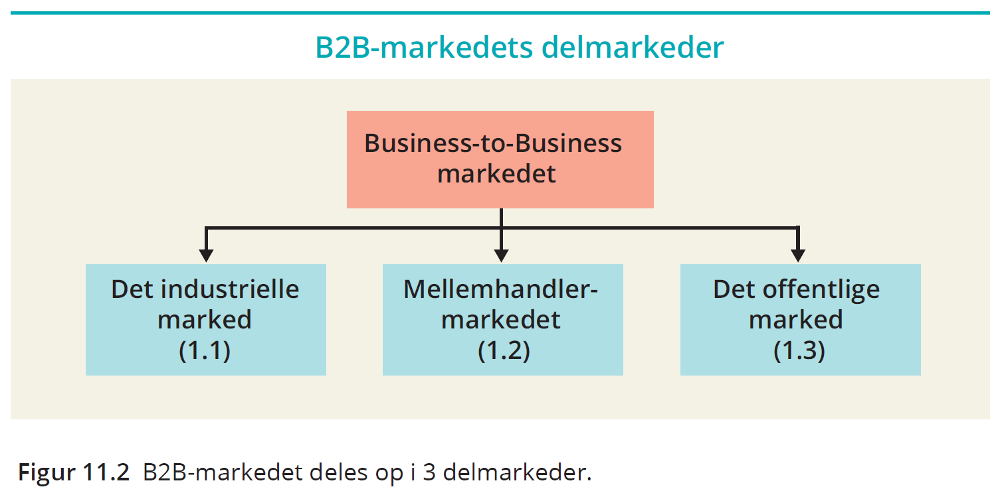 B2B-markedets delmarkeder
Business-to-Business
markedet
Det industrielle
marked
(1.1)
Mellemhandler-
markedet
(1.2)
Det offentlige
marked
(1.3)
Figur 11.2 B2B-markedet deles op i 3 delmarkeder.